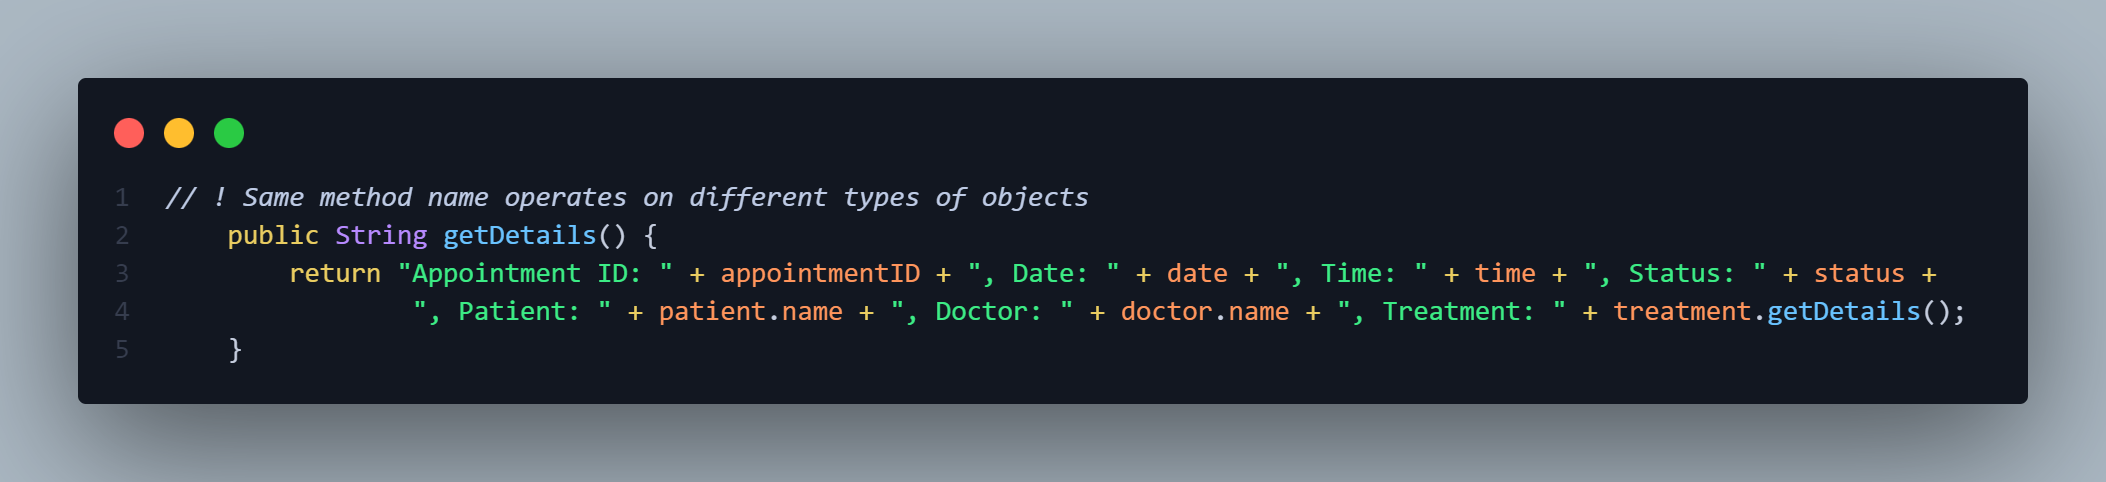 1 // ! Same method name operates on different types of objects
2     public String getDetails() {
3         return "Appointment ID: " + appointmentID + ", Date: " + date + ", Time: " + time + ", Status: " + status +
4                 ", Patient: " + patient.name + ", Doctor: " + doctor.name + ", Treatment: " + treatment.getDetails();
5     }